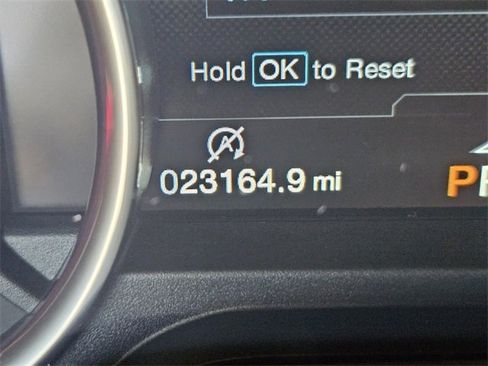 Hold OK to Reset
A
023164.9 mi
P